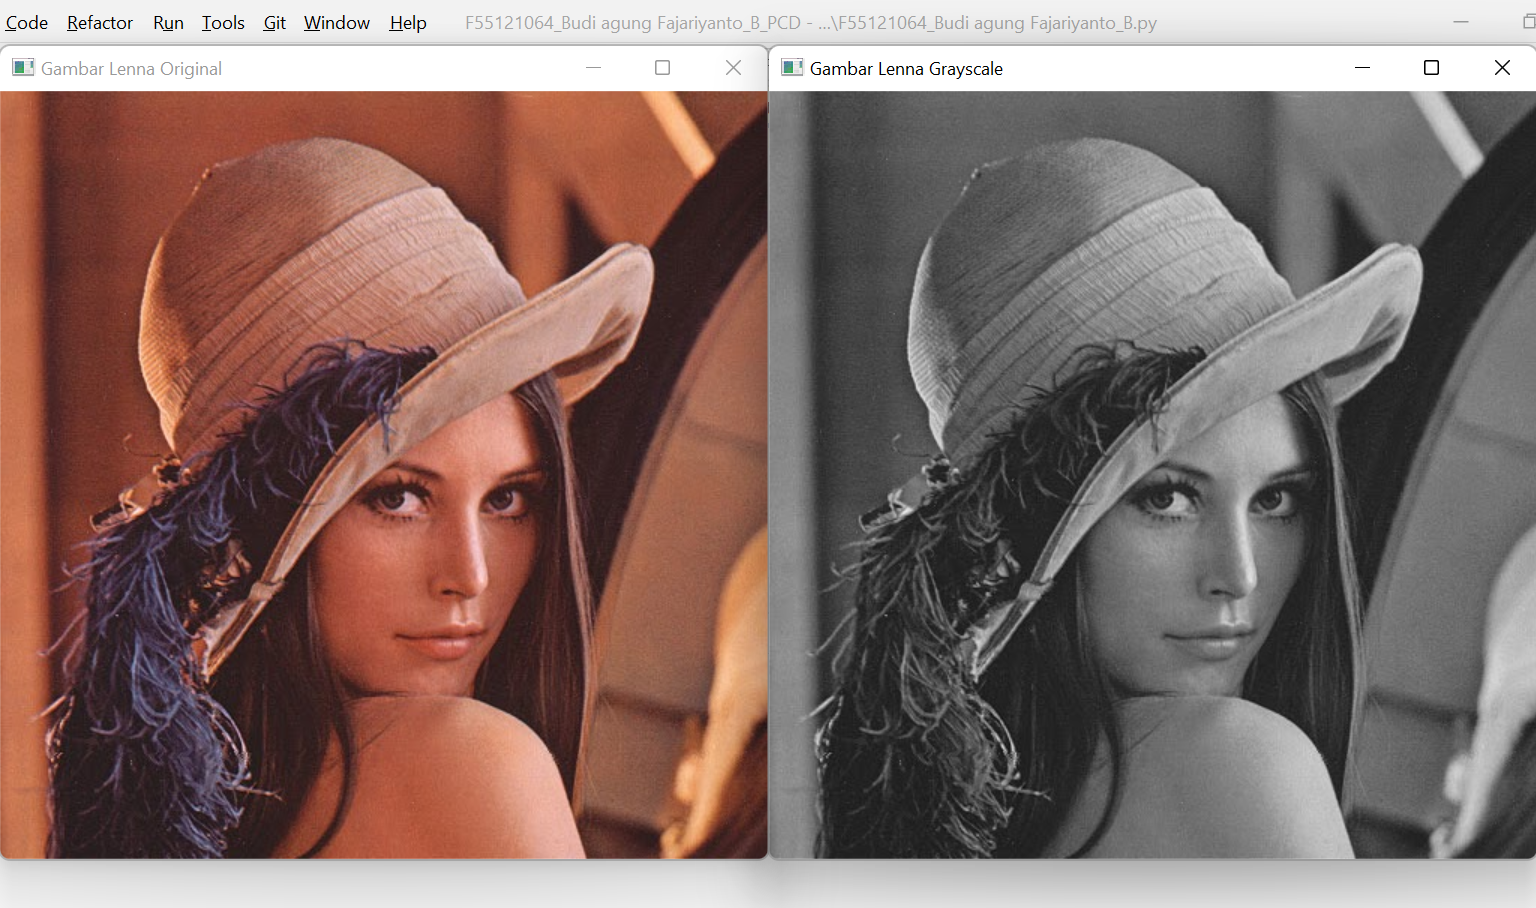 Code Refactor Run Tools Git Window Help F55121064_Budi agung Fajariyanto_B_PCD - ...\F55121064_Budi agung Fajariyanto_B.py
Gambar Lenna Original
Gambar Lenna Grayscale